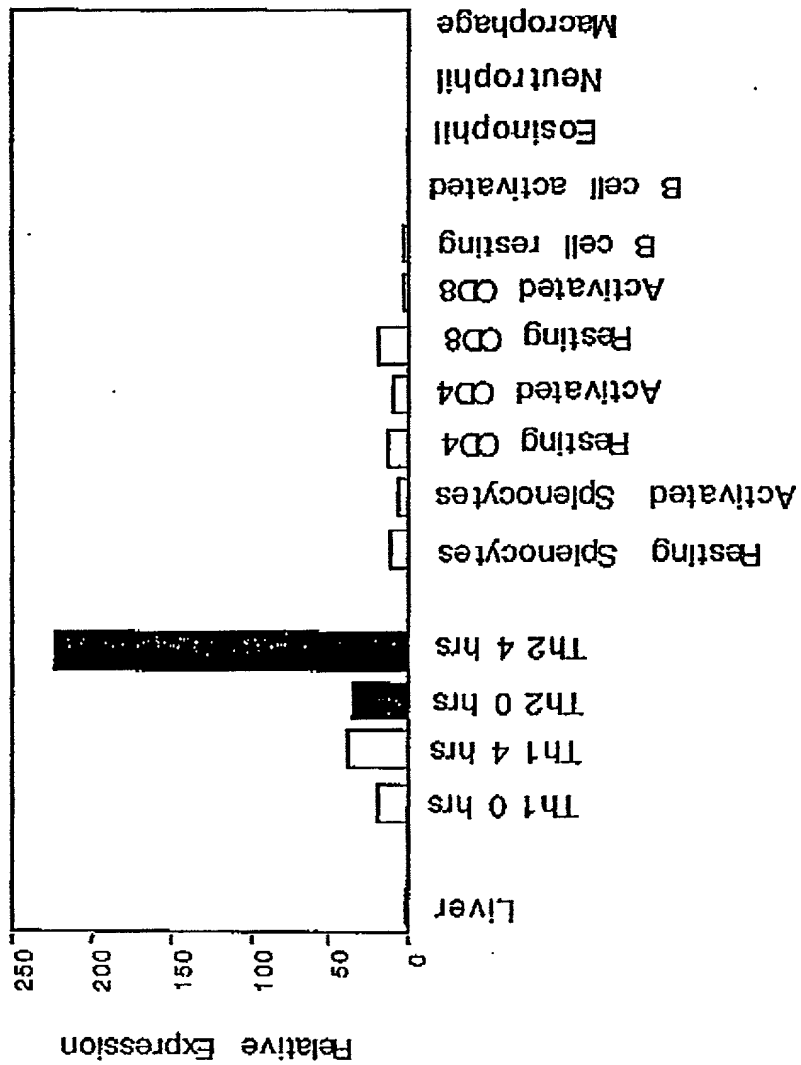 Relative Expression
0
50
100
150
200
250
Liver
Th1 0 hrs
Th1 4 hrs
Th2 0 hrs
Th2 4 hrs
Resting Splenocytes
Activated Splenocytes
Resting CD4
Activated CD4
Resting CD8
Activated CD8
B cell resting
B cell activated
Eosinophil
Neutrophil
Macrophage